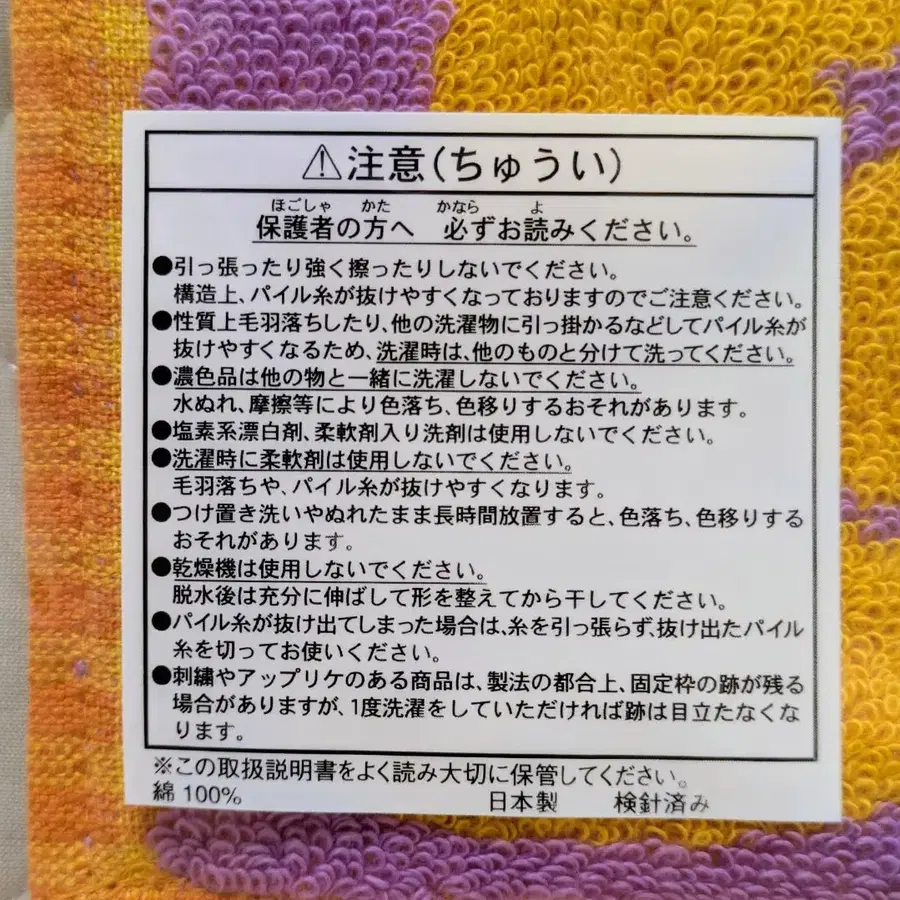 ⚠注意(ちゅうい)
ほごしゃ かた かなら よ
保護者の方へ 必ずお読みください。
●引っ張ったり強く擦ったりしないでください。
構造上、パイル糸が抜けやすくなっておりますのでご注意ください。
●性質上毛羽落ちしたり、他の洗濯物に引っ掛かるなどしてパイル糸が
抜けやすくなるため、洗濯時は、他のものと分けて洗ってください。
●濃色品は他の物と一緒に洗濯しないでください。
水ぬれ、摩擦等により色落ち、色移りするおそれがあります。
●塩素系漂白剤、柔軟剤入り洗剤は使用しないでください。
●洗濯時に柔軟剤は使用しないでください。
毛羽落ちや、パイル糸が抜けやすくなります。
●つけ置き洗いやぬれたまま長時間放置すると、色落ち、色移りする
おそれがあります。
●乾燥機は使用しないでください。
脱水後は充分に伸ばして形を整えてから干してください。
●パイル糸が抜け出てしまった場合は、糸を引っ張らず、抜け出たパイル
糸を切ってお使いください。
●刺繍やアップリケのある商品は、製法の都合上、固定枠の跡が残る
場合がありますが、1度洗濯をしていただければ跡は目立たなくな
ります。
※この取扱説明書をよく読み大切に保管してください。
綿 100% 日本製 検針済み